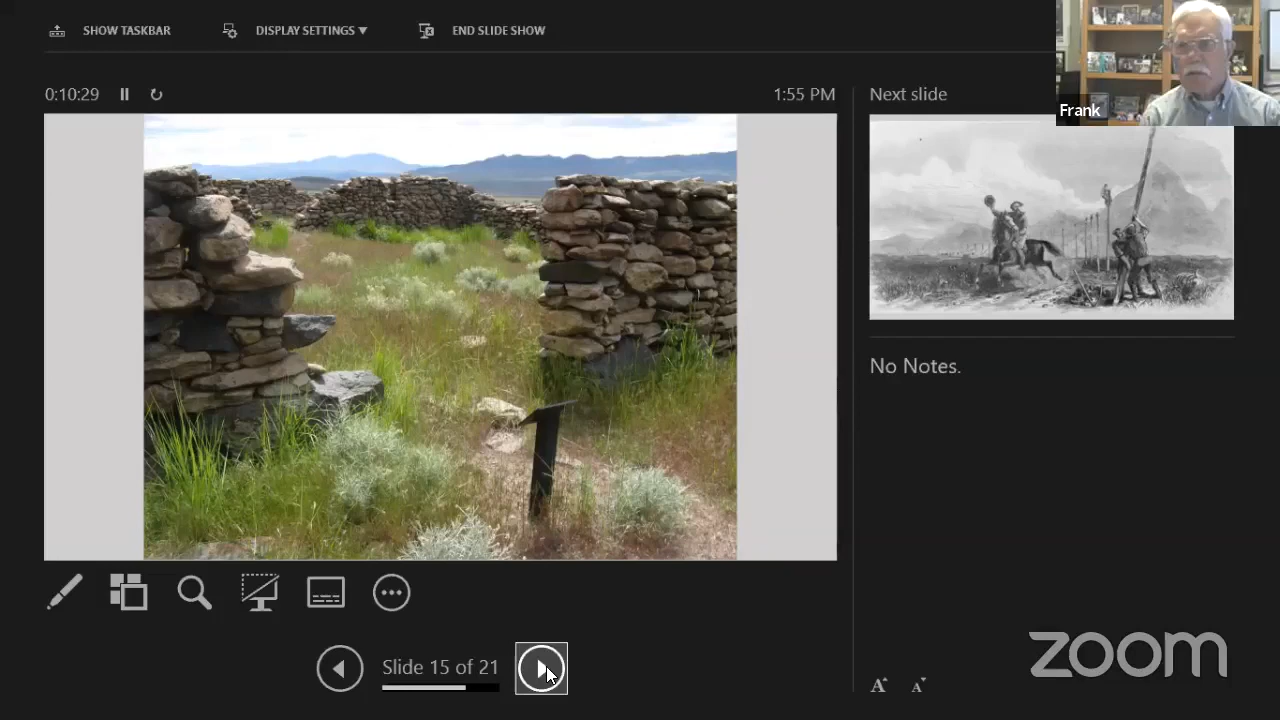 SHOW TASKBAR
DISPLAY SETTINGS ▼
END SLIDE SHOW
0:10:29
1:55 PM
Next slide
Frank
No Notes.
Slide 15 of 21
A A
zoom